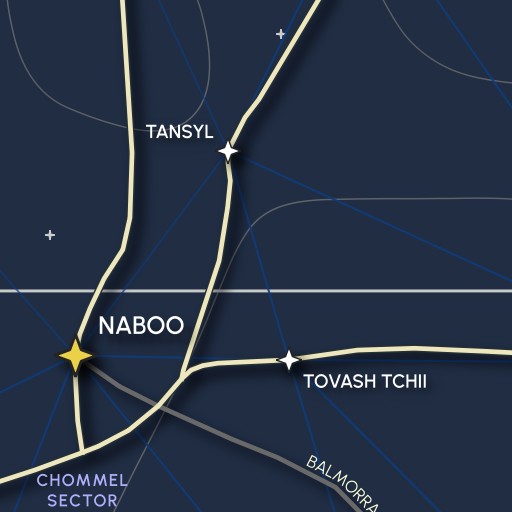 TANSYL
NABOO
TOVASH TCHII
BALMORRA
CHOMMEL
SECTOR